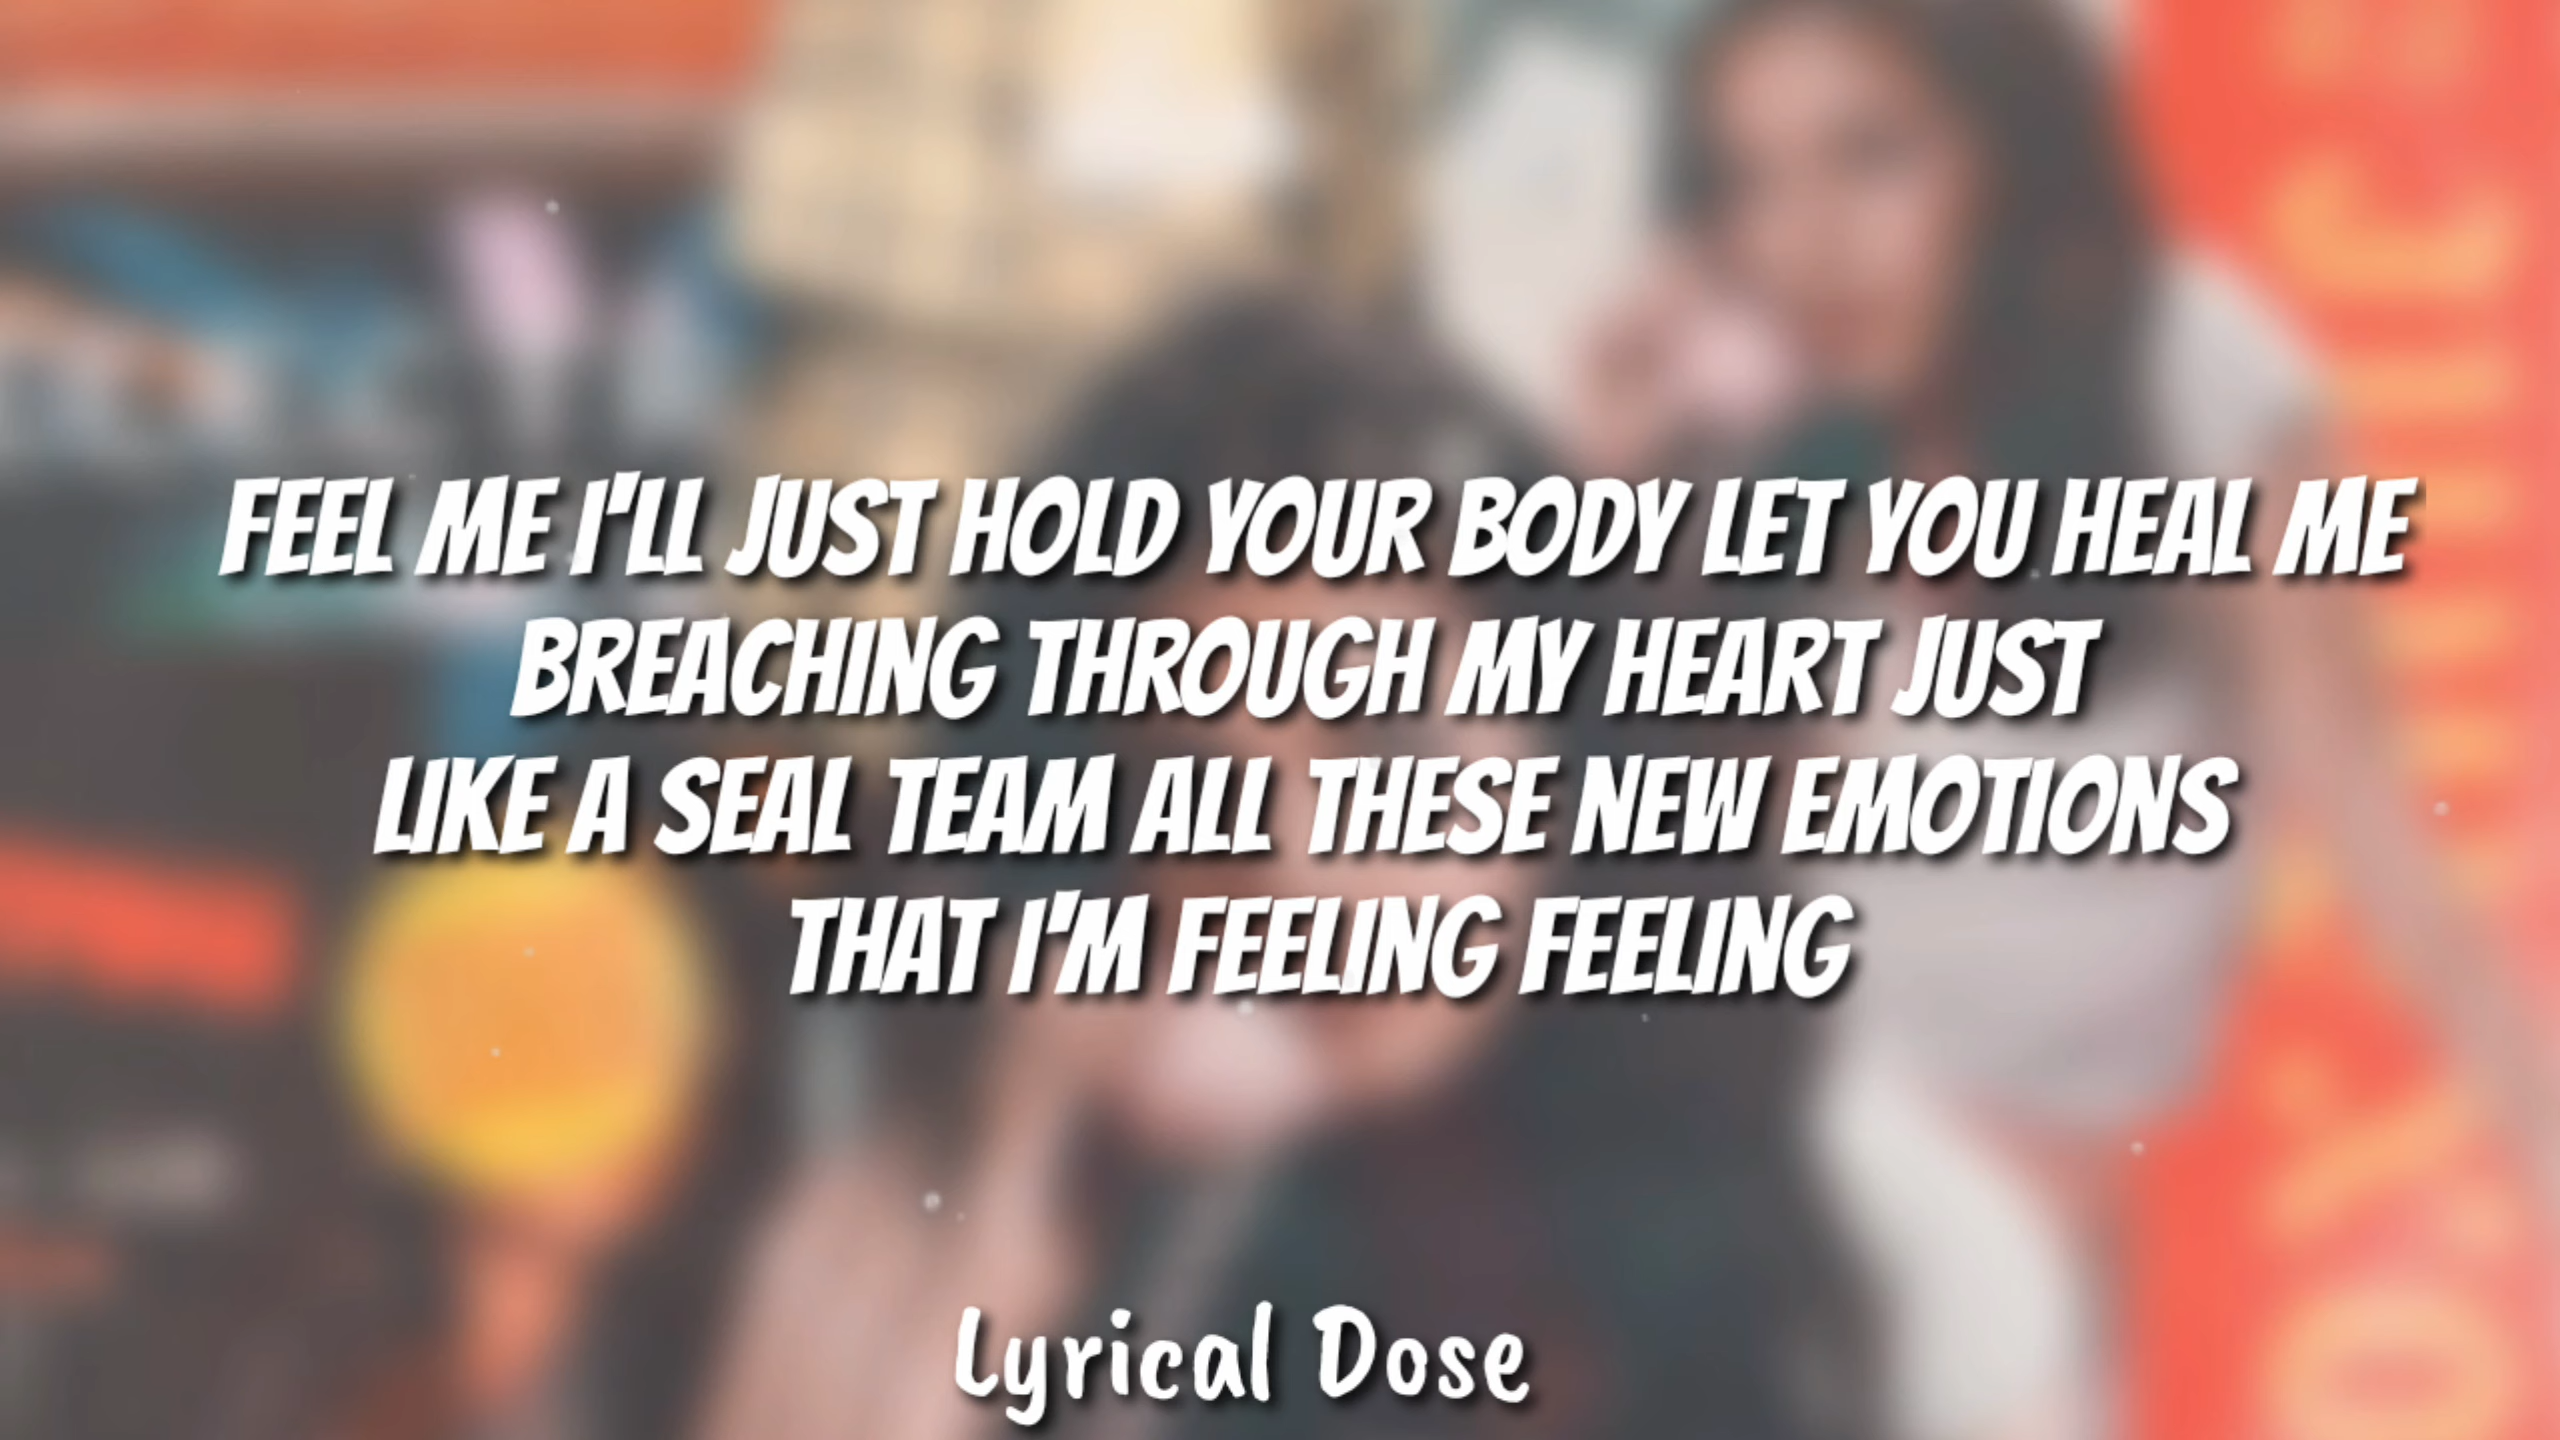 FEEL ME I'LL JUST HOLD YOUR BODY LET YOU HEAL ME
BREACHING THROUGH MY HEART JUST
LIKE A SEAL TEAM ALL THESE NEW EMOTIONS
THAT I'M FEELING FEELING
Lyrical Dose